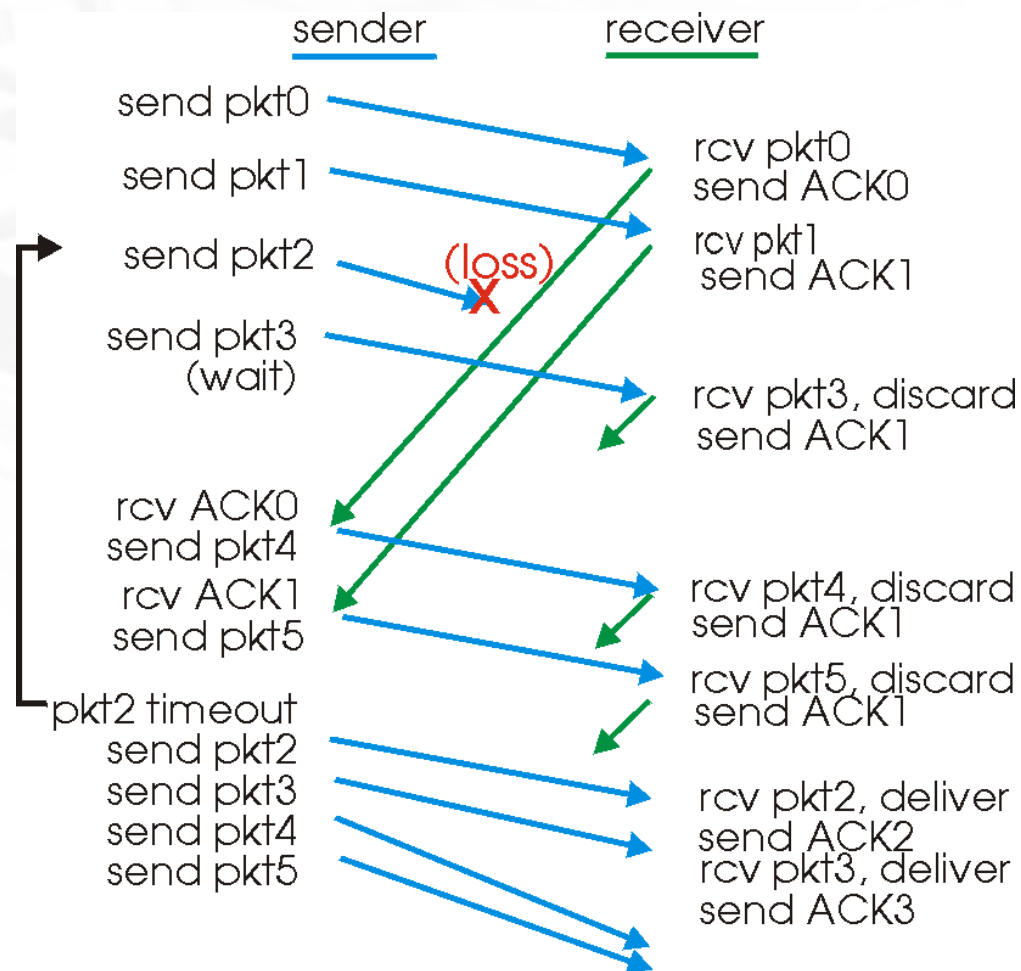 sender
receiver
send pkt0
rcv pkt0
send pkt1
send ACK0
rcv pkt1
send pkt2
(loss)
X
send ACK1
send pkt3
(wait)
rcv pkt3, discard
send ACK1
rcv ACK0
send pkt4
rcv ACK1
send pkt5
rcv pkt4, discard
send ACK1
rcv pkt5, discard
send ACK1
pkt2 timeout
send pkt2
send pkt3
send pkt4
send pkt5
rcv pkt2, deliver
send ACK2
rcv pkt3, deliver
send ACK3